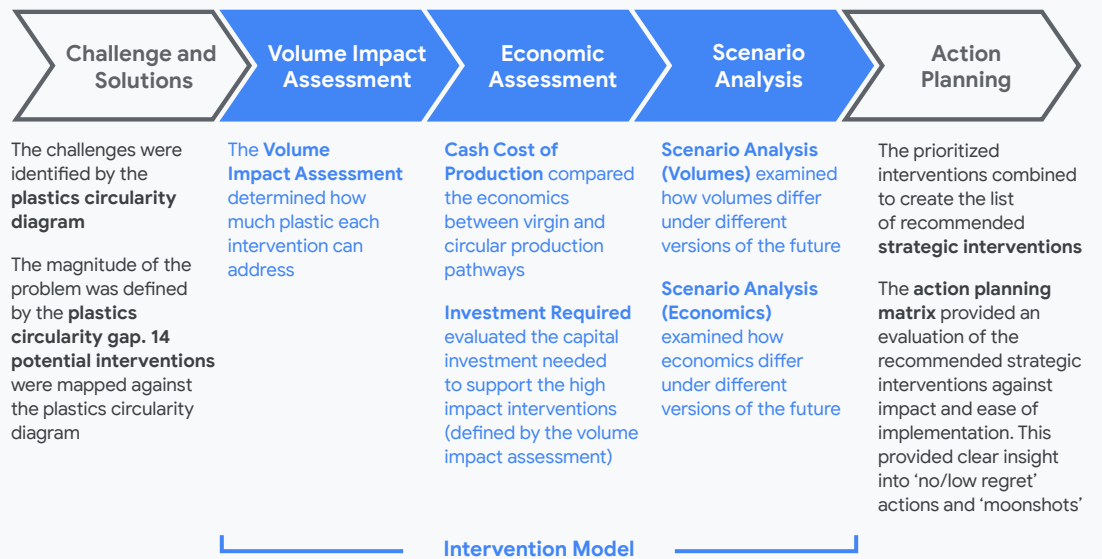 Challenge and
Solutions
Volume Impact
Assessment
Economic
Assessment
Scenario
Analysis
Action
Planning
The challenges were
identified by the
plastics circularity
diagram
The magnitude of the
problem was defined
by the plastics
circularity gap. 14
potential interventions
were mapped against
the plastics circularity
diagram
The Volume
Impact Assessment
determined how
much plastic each
intervention can
address
Cash Cost of
Production compared
the economics
between virgin and
circular production
pathways
Investment Required
evaluated the capital
investment needed
to support the high
impact interventions
(defined by the volume
impact assessment)
Scenario Analysis
(Volumes) examined
how volumes differ
under different
versions of the future
Scenario Analysis
(Economics)
examined how
economics differ
under different
versions of the future
The prioritized
interventions combined
to create the list
of recommended
strategic interventions
The action planning
matrix provided an
evaluation of the
recommended strategic
interventions against
impact and ease of
implementation. This
provided clear insight
into ‘no/low regret’
actions and ‘moonshots’
Intervention Model